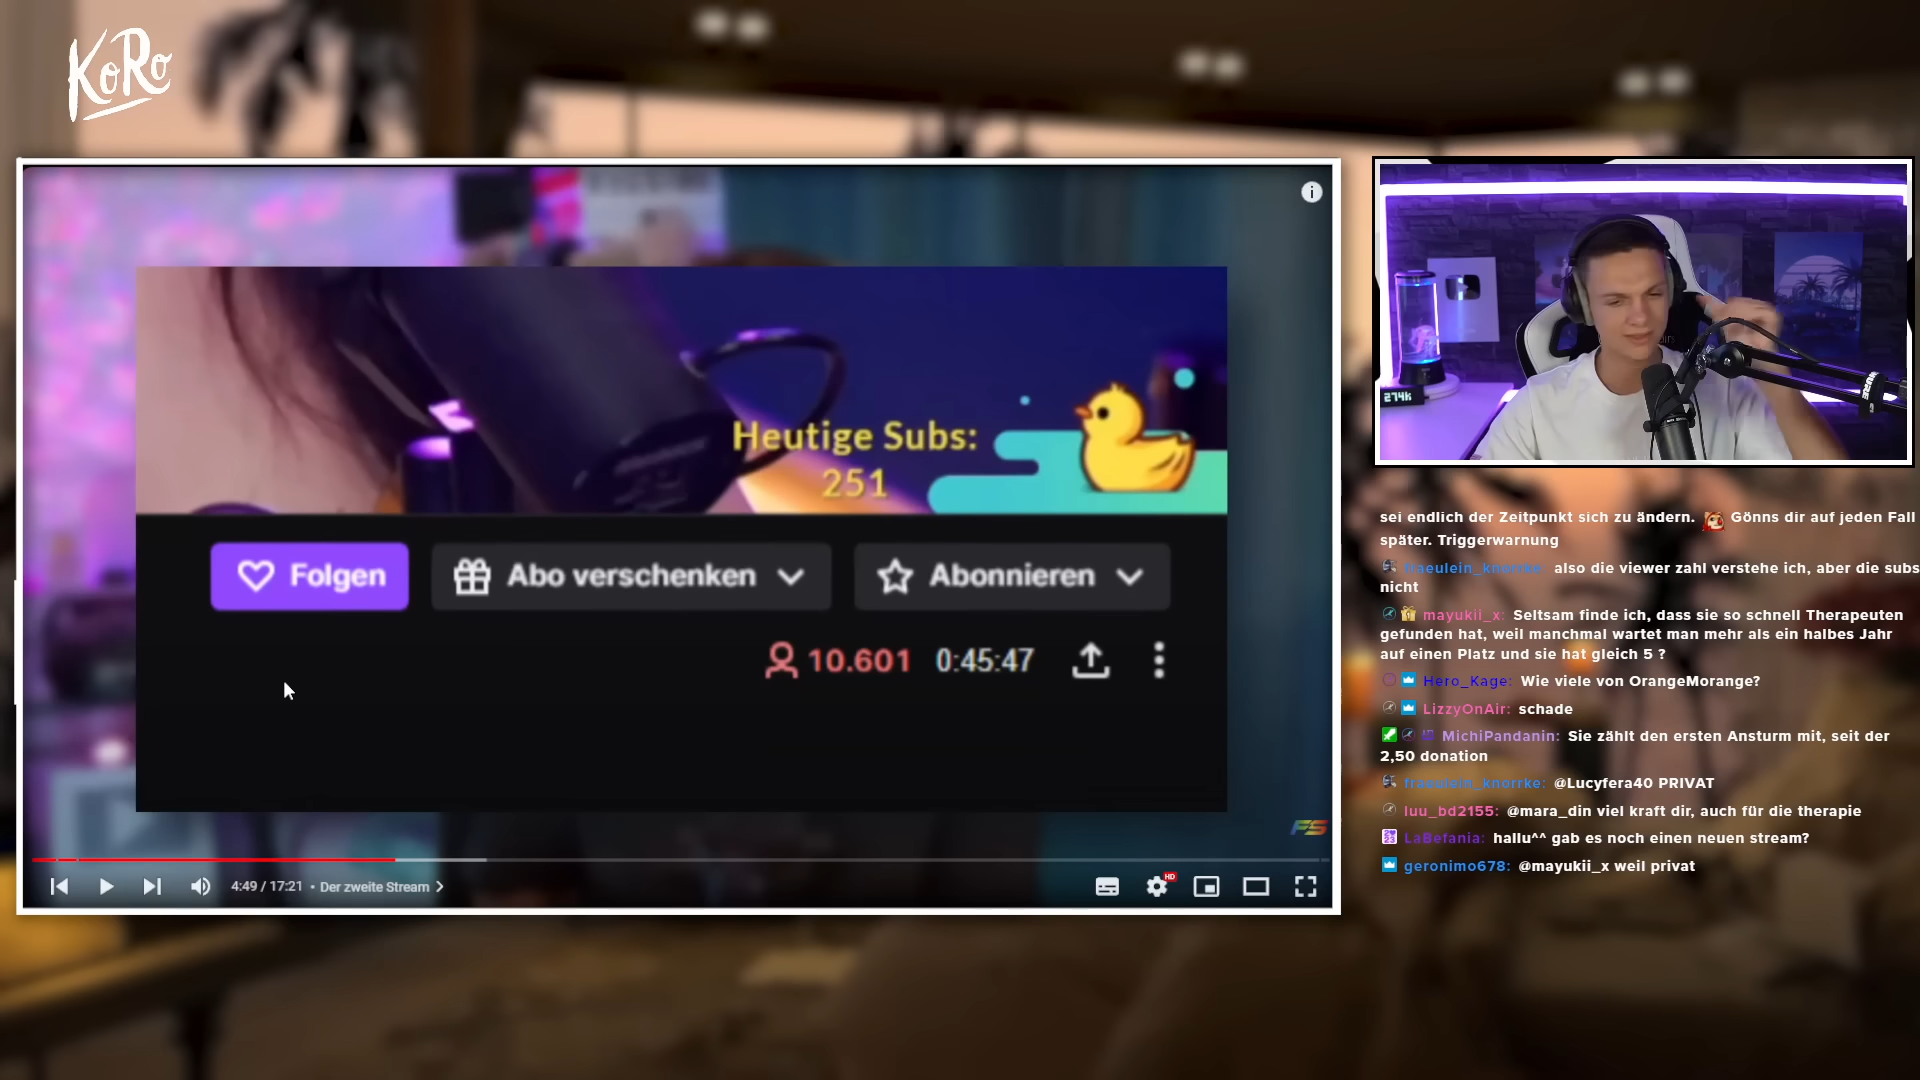 KoRo
Heutige Subs:
251
Folgen
Abo verschenken
Abonnieren
10.601 0:45:47
FS
HD
4:49 / 17:21 • Der zweite Stream
274k
sei endlich der Zeitpunkt sich zu ändern. Gönns dir auf jeden Fall
später. Triggerwarnung
fraeulein_knorrke: also die viewer zahl verstehe ich, aber die subs
nicht
mayukii_x: Seltsam finde ich, dass sie so schnell Therapeuten
gefunden hat, weil manchmal wartet man mehr als ein halbes Jahr
auf einen Platz und sie hat gleich 5 ?
Hero_Kage: Wie viele von OrangeMorange?
LizzyOnAir: schade
MichiPandanin: Sie zählt den ersten Ansturm mit, seit der
2,50 donation
fraeulein_knorrke: @Lucyfera40 PRIVAT
luu_bd2155: @mara_din viel kraft dir, auch für die therapie
LaBefania: hallu^^ gab es noch einen neuen stream?
geronimo678: @mayukii_x weil privat